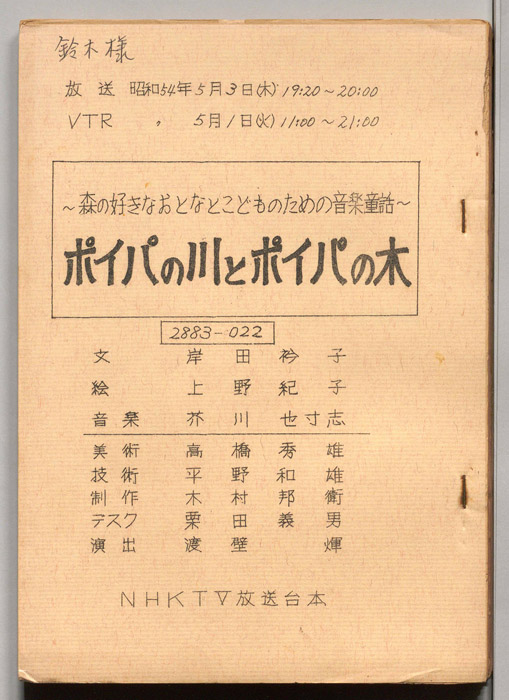 鈴木様
放送 昭和54年5月3日(木) 19:20～20:00
VTR 〃 5月1日(火) 11:00～21:00
～森の好きなおとなとこどものための音楽童話～
ポイパの川とポイパの木
2883-022
文 岸田衿子
絵 上野紀子
音楽 芥川也寸志
美術 高橋秀雄
技術 平野和雄
制作 木村邦衛
デスク 栗田義男
演出 渡壁煇
NHKTV放送台本